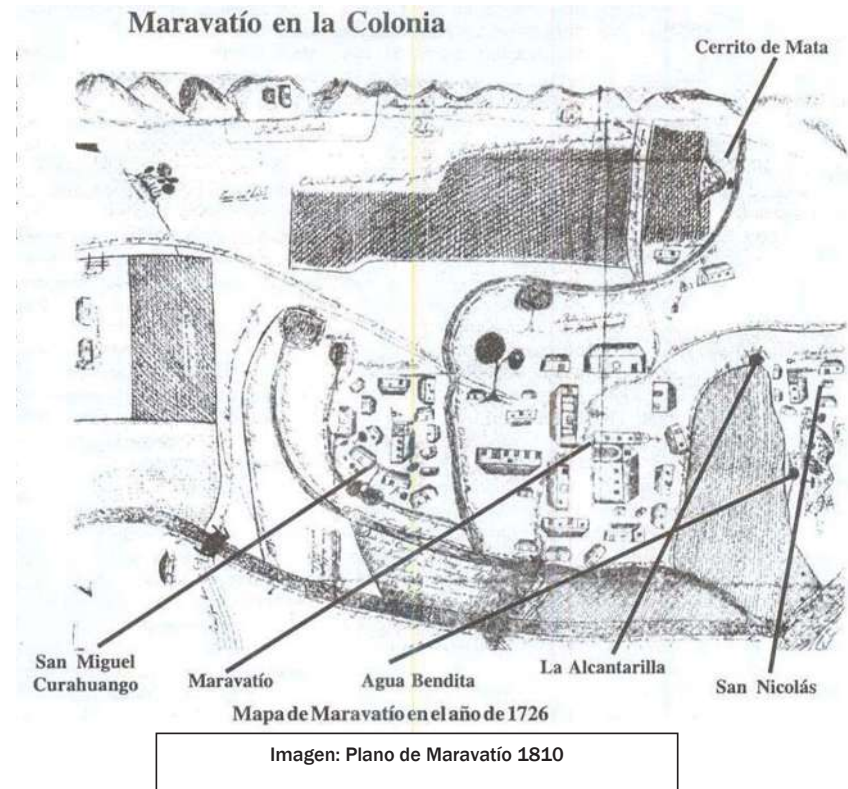 Maravatío en la Colonia
Cerrito de Mata
San Miguel
Curahuango
Maravatío
Agua Bendita
La Alcantarilla
San Nicolás
Mapa de Maravatío en el año de 1726
Imagen: Plano de Maravatío 1810